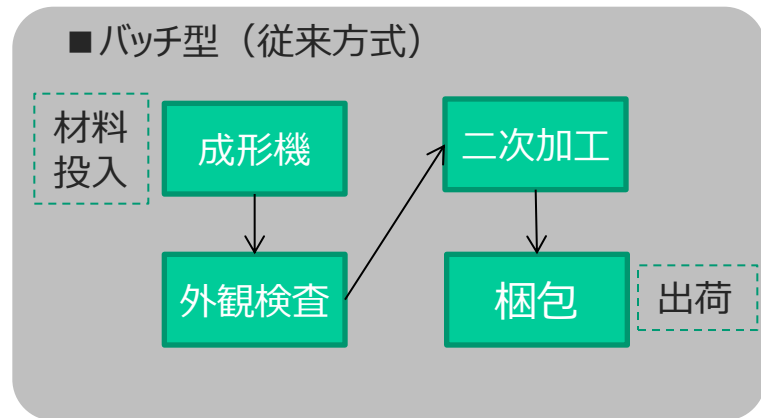 ■バッチ型（従来方式）
材料
投入
成形機
外観検査
二次加工
梱包
出荷